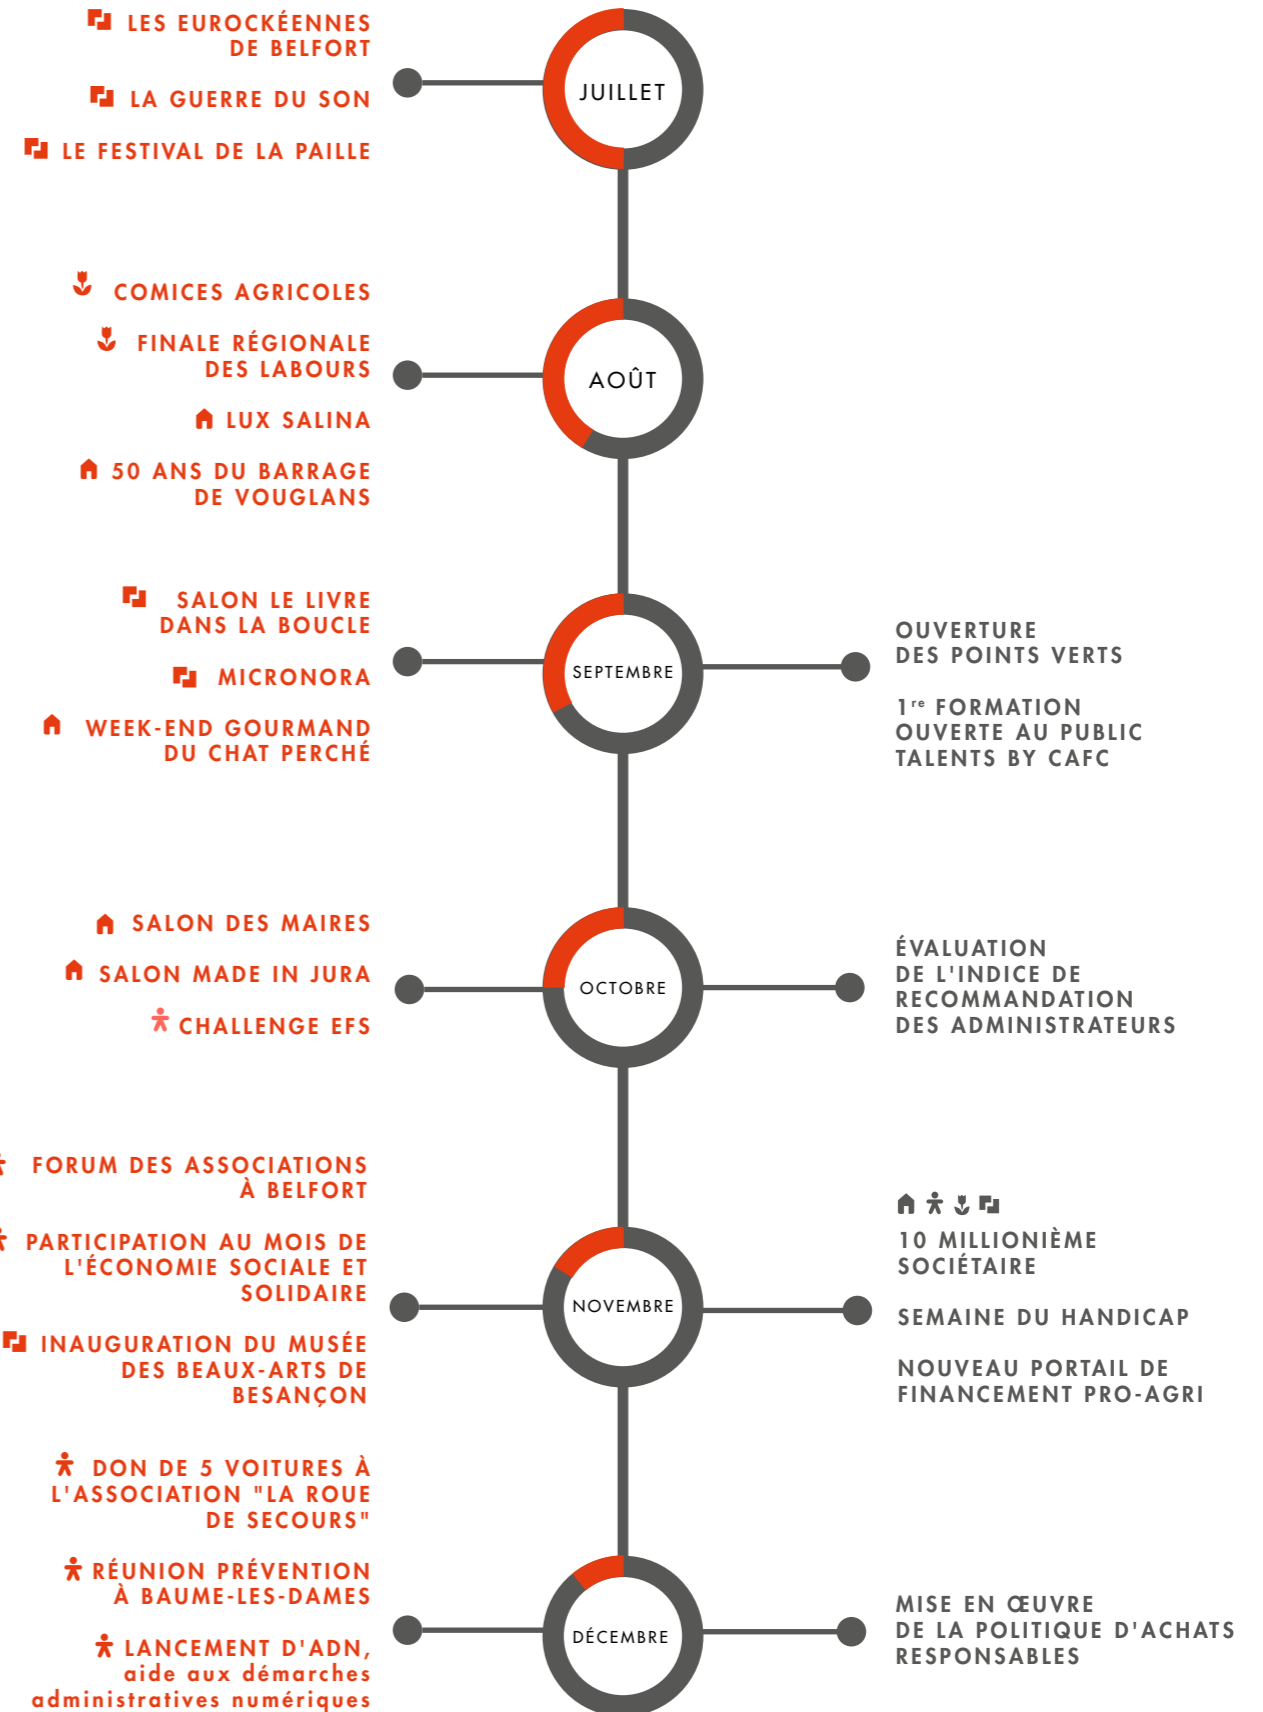 LES EUROCKÉENNES
DE BELFORT
LA GUERRE DU SON
LE FESTIVAL DE LA PAILLE
JUILLET
COMICES AGRICOLES
FINALE RÉGIONALE
DES LABOURS
LUX SALINA
50 ANS DU BARRAGE
DE VOUGLANS
AOÛT
SALON LE LIVRE
DANS LA BOUCLE
MICRONORA
WEEK-END GOURMAND
DU CHAT PERCHÉ
SEPTEMBRE
OUVERTURE
DES POINTS VERTS
1re FORMATION
OUVERTE AU PUBLIC
TALENTS BY CAFC
SALON DES MAIRES
SALON MADE IN JURA
CHALLENGE EFS
OCTOBRE
ÉVALUATION
DE L'INDICE DE
RECOMMANDATION
DES ADMINISTRATEURS
FORUM DES ASSOCIATIONS
À BELFORT
PARTICIPATION AU MOIS DE
L'ÉCONOMIE SOCIALE ET
SOLIDAIRE
INAUGURATION DU MUSÉE
DES BEAUX-ARTS DE
BESANÇON
NOVEMBRE
10 MILLIONIÈME
SOCIÉTAIRE
SEMAINE DU HANDICAP
NOUVEAU PORTAIL DE
FINANCEMENT PRO-AGRI
DON DE 5 VOITURES À
L'ASSOCIATION "LA ROUE
DE SECOURS"
RÉUNION PRÉVENTION
À BAUME-LES-DAMES
LANCEMENT D'ADN,
aide aux démarches
administratives numériques
DÉCEMBRE
MISE EN ŒUVRE
DE LA POLITIQUE D'ACHATS
RESPONSABLES